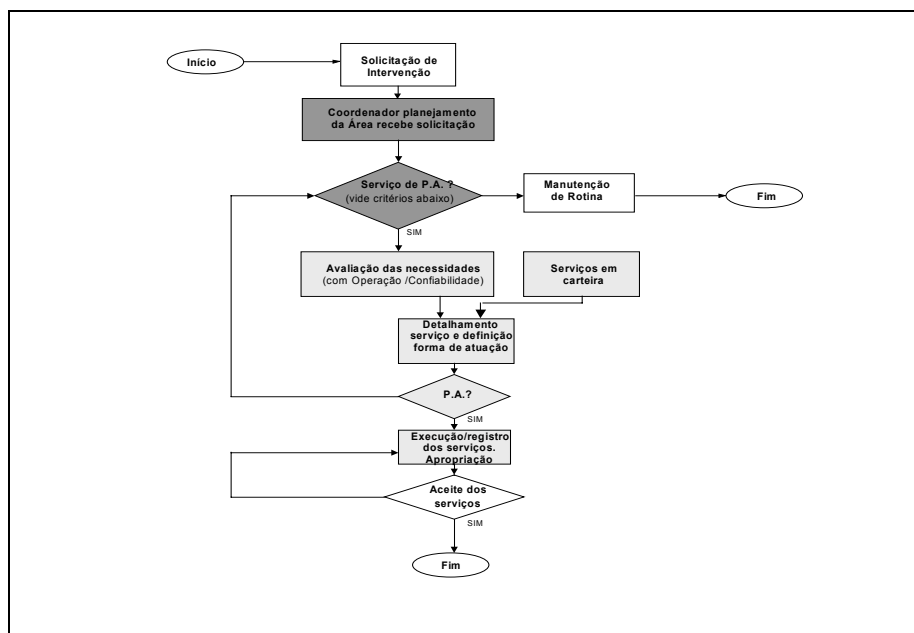 Início
Solicitação de
Intervenção
Coordenador planejamento
da Área recebe solicitação
Serviço de P.A. ?
(vide critérios abaixo)
Manutenção
de Rotina
Fim
SIM
Avaliação das necessidades
(com Operação /Confiabilidade)
Serviços em
carteira
Detalhamento
serviço e definição
forma de atuação
P.A.?
SIM
Execução/registro
dos serviços.
Apropriação
Aceite dos
serviços
SIM
Fim